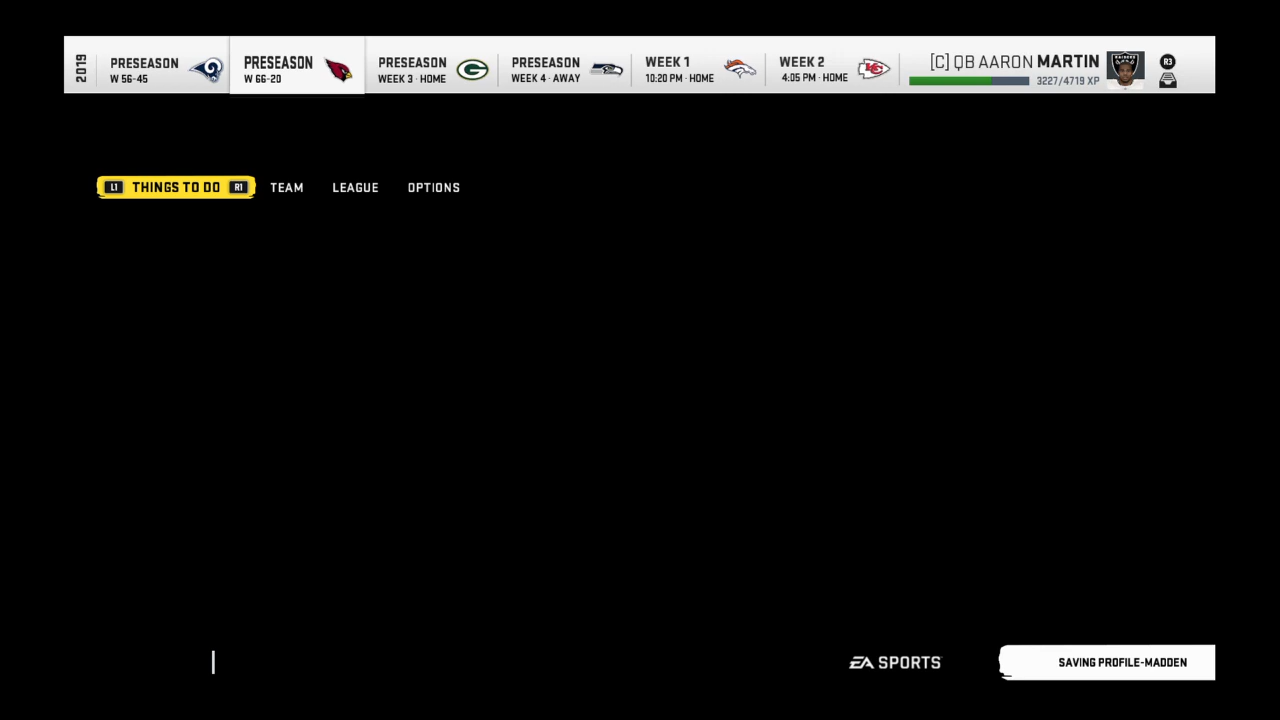 2019
PRESEASON
W 56-45
PRESEASON
W 66-20
PRESEASON
WEEK 3 · HOME
PRESEASON
WEEK 4 · AWAY
WEEK 1
10:20 PM · HOME
WEEK 2
4:05 PM · HOME
[C] QB AARON MARTIN
3227/4719 XP
R3
L1 THINGS TO DO R1 TEAM LEAGUE OPTIONS
EA SPORTS
SAVING PROFILE-MADDEN